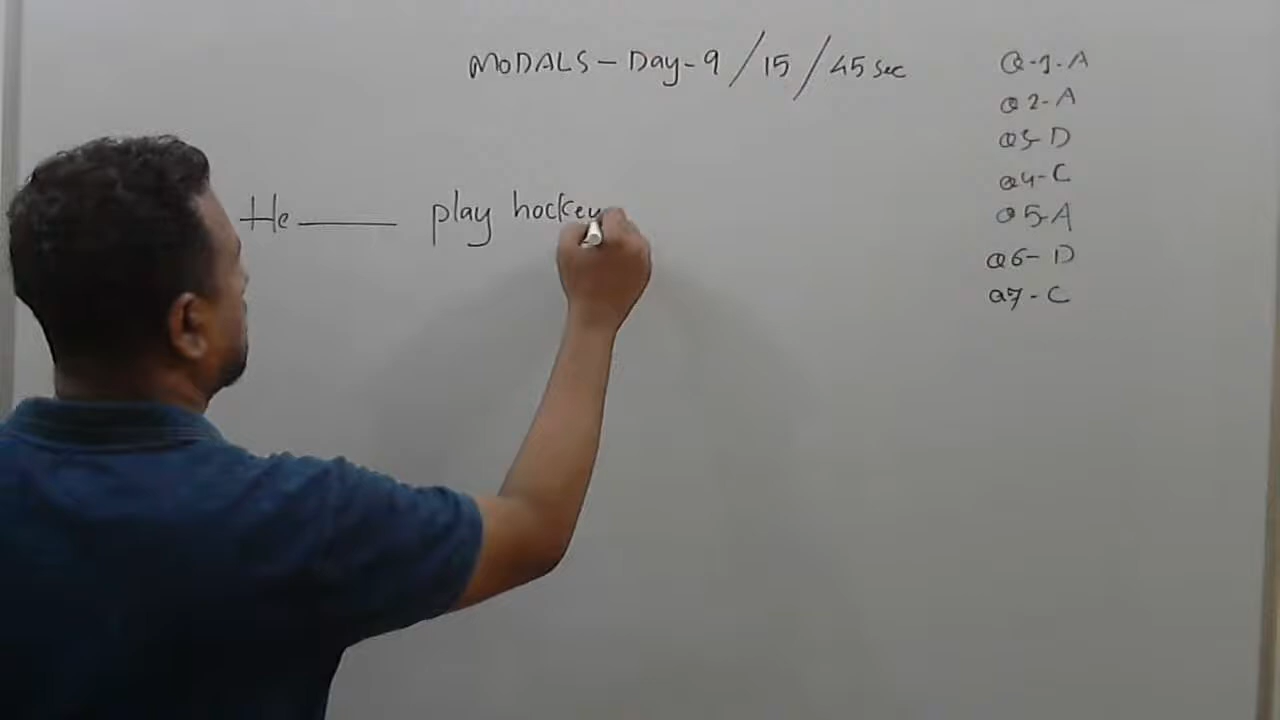 MODALS - Day - 9 / 15 / 45 sec
He ______ play hockey
Q-1-A
Q2-A
Q3-D
Q4-C
Q5-A
Q6-D
Q7-C